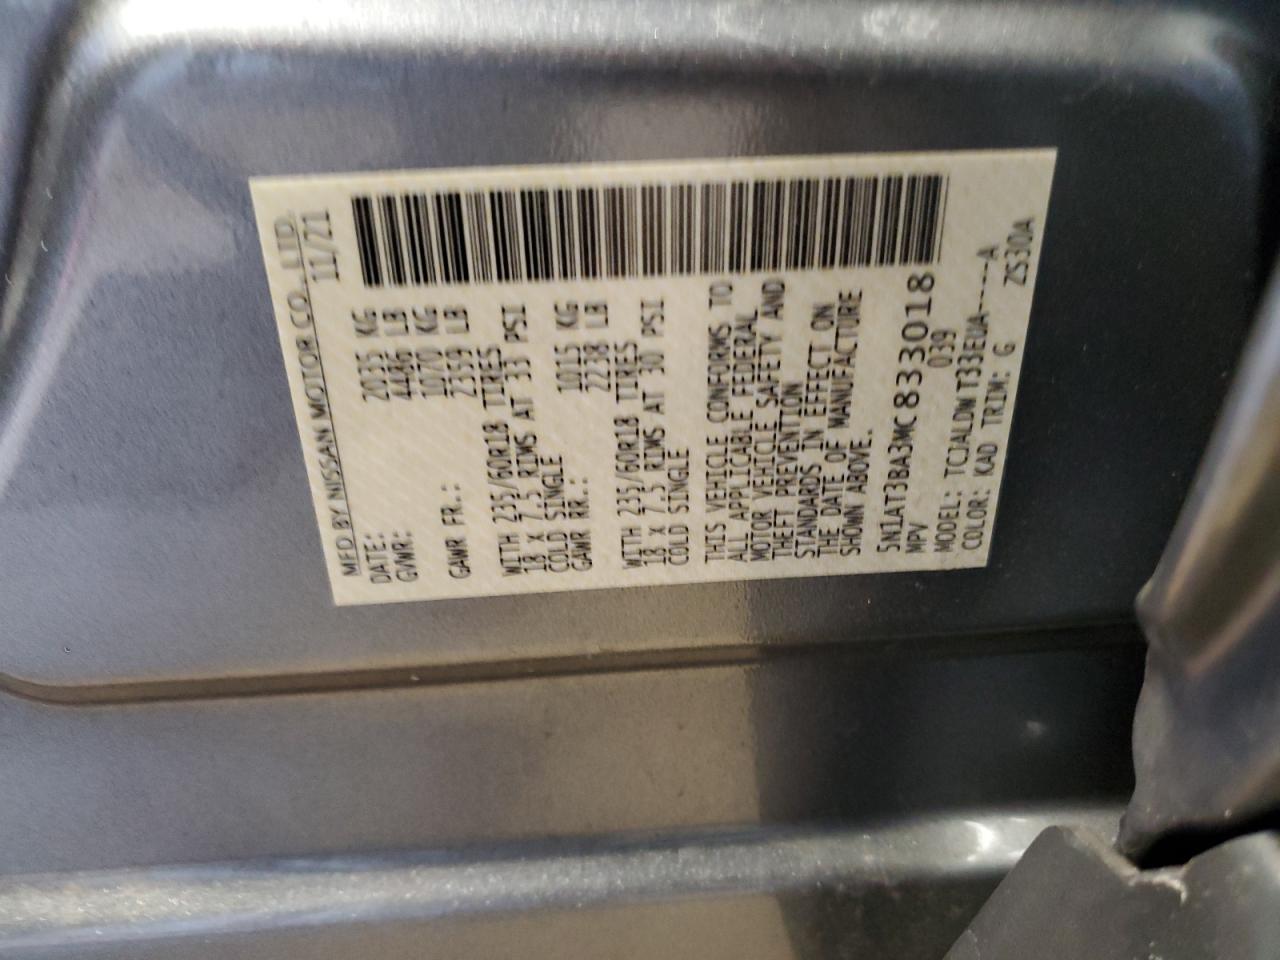 MFD BY NISSAN MOTOR CO., LTD.
DATE: 11/21
GVWR: 2035 KG
4486 LB
GAWR FR.: 1070 KG
2359 LB
WITH 235/60R18 TIRES
18 X 7.5 RIMS AT 33 PSI
COLD SINGLE
GAWR RR.: 1015 KG
2238 LB
WITH 235/60R18 TIRES
18 X 7.5 RIMS AT 30 PSI
COLD SINGLE
THIS VEHICLE CONFORMS TO
ALL APPLICABLE FEDERAL
MOTOR VEHICLE SAFETY AND
THEFT PREVENTION
STANDARDS IN EFFECT ON
THE DATE OF MANUFACTURE
SHOWN ABOVE.
5N1AT3BA3MC833018
MPV 039
MODEL: TCJALDW T33EUA----A
COLOR: KAD TRIM: G ZS30A